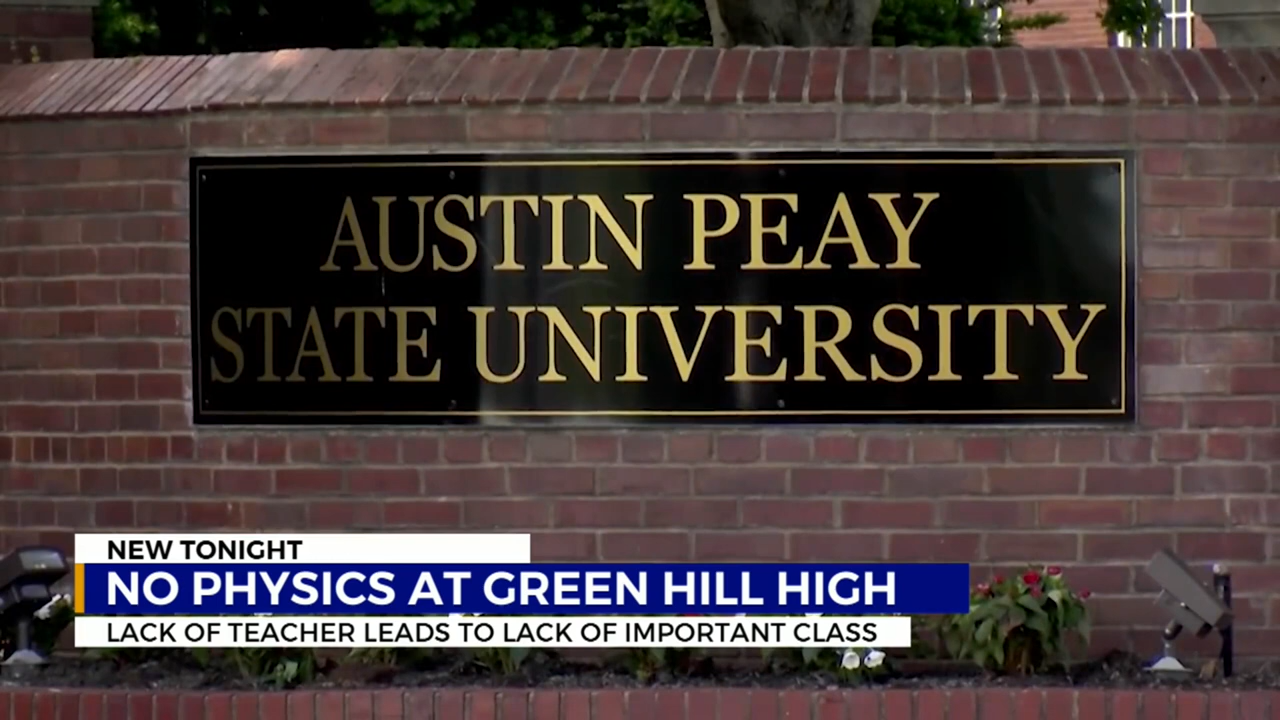 AUSTIN PEAY
STATE UNIVERSITY
NEW TONIGHT
NO PHYSICS AT GREEN HILL HIGH
LACK OF TEACHER LEADS TO LACK OF IMPORTANT CLASS